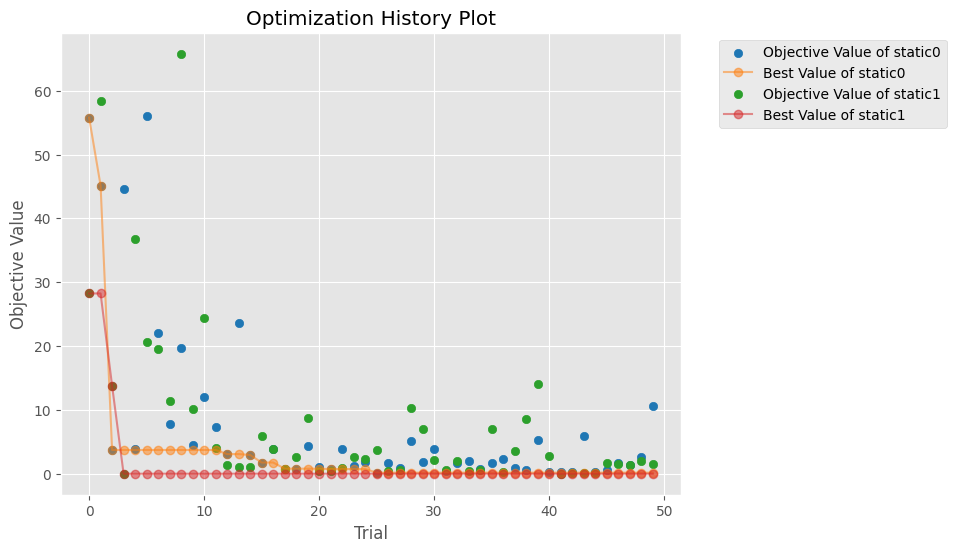 Optimization History Plot
Objective Value of static0
Best Value of static0
Objective Value of static1
Best Value of static1
Objective Value
60
50
40
30
20
10
0
0
10
20
30
40
50
Trial